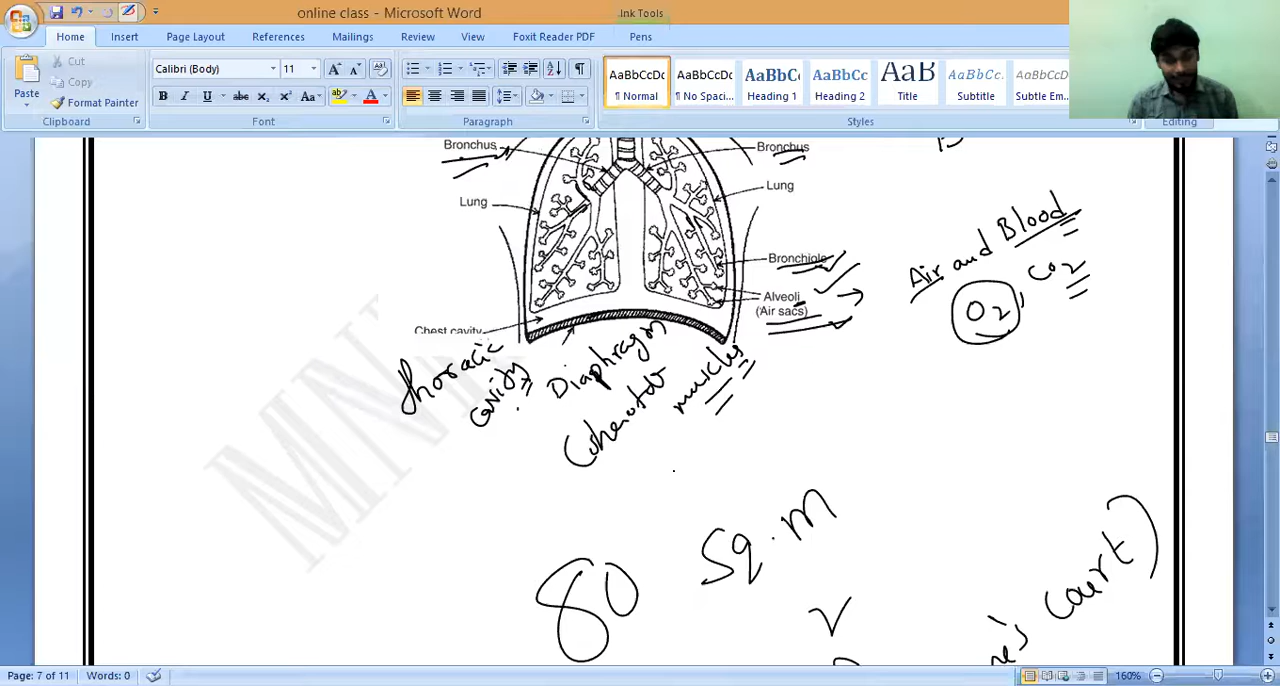 online class - Microsoft Word
Ink Tools
Home Insert Page Layout References Mailings Review View Foxit Reader PDF Pens
Paste
Cut
Copy
Format Painter
Clipboard
Calibri (Body) 11
Font
Paragraph
AaBbCcDc AaBbCcDc AaBbCc AaBbCc AaB AaBbCc. AaBbCcDc
¶ Normal ¶ No Spaci... Heading 1 Heading 2 Title Subtitle Subtle Em...
Styles
Editing
Bronchus
Bronchus
Lung
Lung
Bronchiole
Alveoli
(Air sacs)
Chest cavity
Air and Blood
O2, CO2
thoracic
cavity
Diaphragm
muscles
MNN
80 Sq.m
Court)
Page: 7 of 11 Words: 0
160%